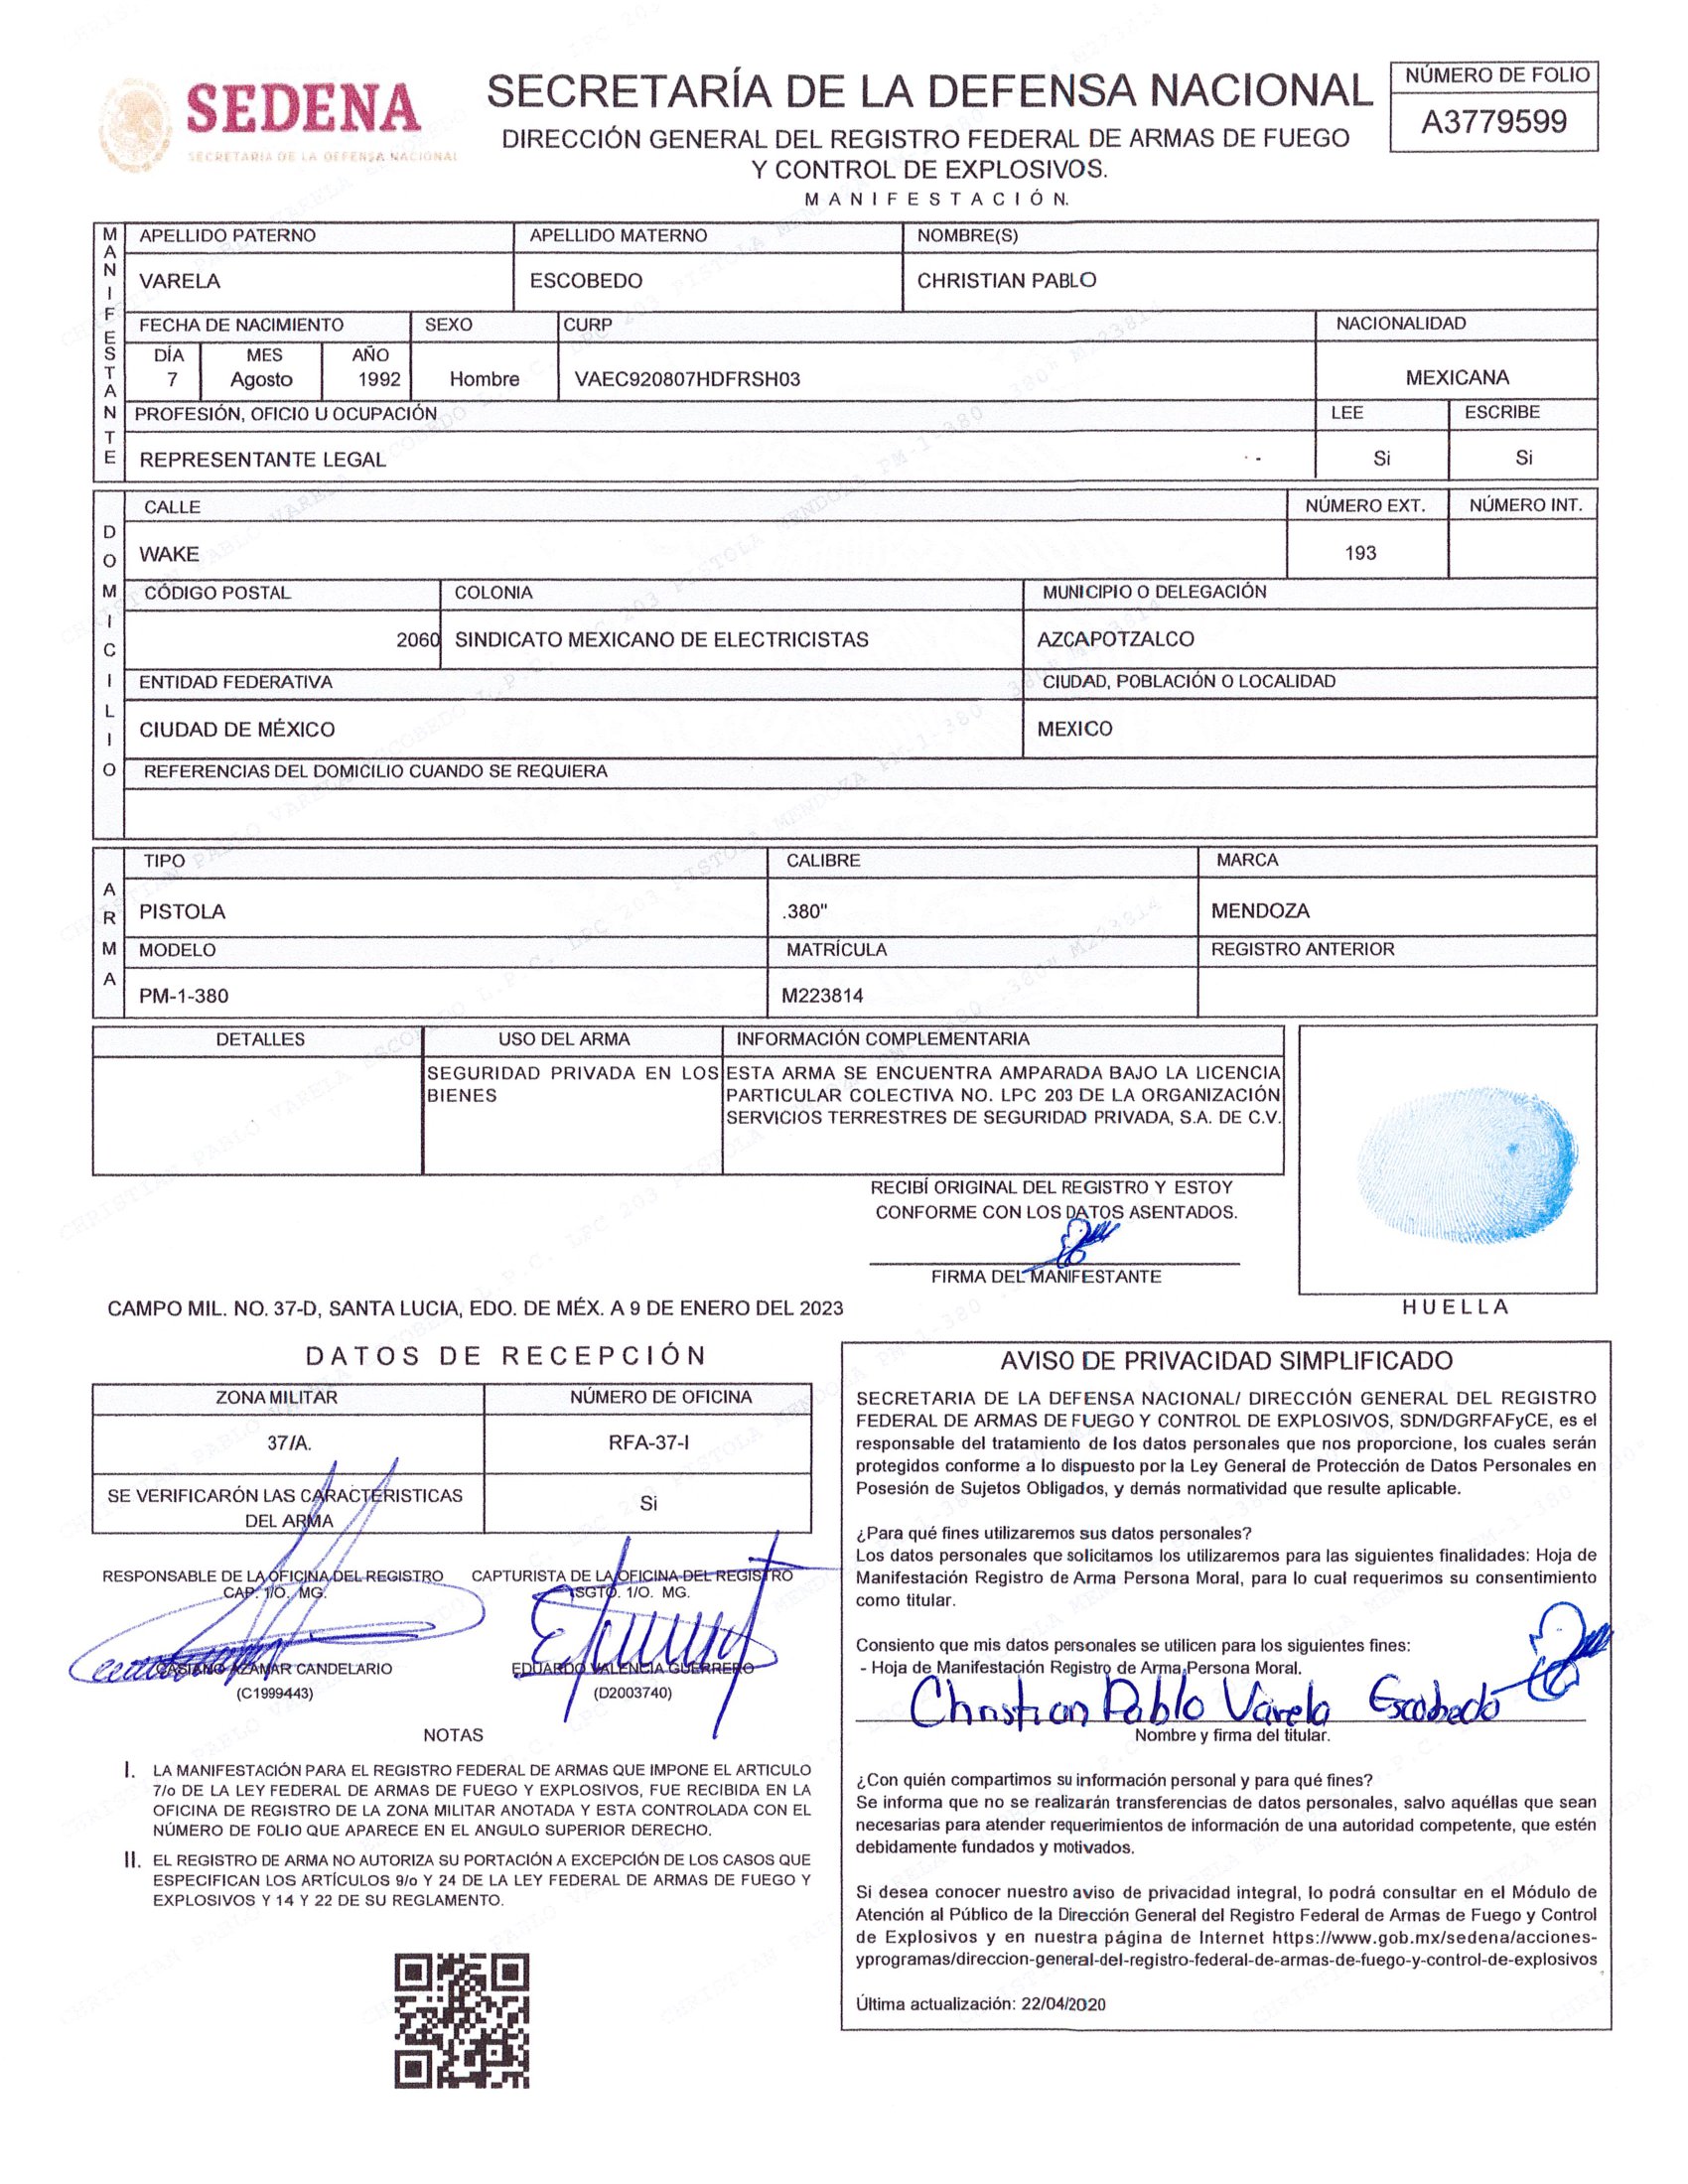 SEDENA
SECRETARÍA DE LA DEFENSA NACIONAL
SECRETARÍA DE LA DEFENSA NACIONAL
DIRECCIÓN GENERAL DEL REGISTRO FEDERAL DE ARMAS DE FUEGO
Y CONTROL DE EXPLOSIVOS.
MANIFESTACIÓN.
NÚMERO DE FOLIO
A3779599
MANIFESTANTE
APELLIDO PATERNO APELLIDO MATERNO NOMBRE(S)
VARELA ESCOBEDO CHRISTIAN PABLO
FECHA DE NACIMIENTO SEXO CURP NACIONALIDAD
DÍA MES AÑO
7 Agosto 1992 Hombre VAEC920807HDFRSH03 MEXICANA
PROFESIÓN, OFICIO U OCUPACIÓN LEE ESCRIBE
REPRESENTANTE LEGAL Si Si
DOMICILIO
CALLE NÚMERO EXT. NÚMERO INT.
WAKE 193
CÓDIGO POSTAL COLONIA MUNICIPIO O DELEGACIÓN
2060 SINDICATO MEXICANO DE ELECTRICISTAS AZCAPOTZALCO
ENTIDAD FEDERATIVA CIUDAD, POBLACIÓN O LOCALIDAD
CIUDAD DE MÉXICO MEXICO
REFERENCIAS DEL DOMICILIO CUANDO SE REQUIERA
ARMA
TIPO CALIBRE MARCA
PISTOLA .380" MENDOZA
MODELO MATRÍCULA REGISTRO ANTERIOR
PM-1-380 M223814
DETALLES USO DEL ARMA INFORMACIÓN COMPLEMENTARIA
SEGURIDAD PRIVADA EN LOS
BIENES
ESTA ARMA SE ENCUENTRA AMPARADA BAJO LA LICENCIA
PARTICULAR COLECTIVA NO. LPC 203 DE LA ORGANIZACIÓN
SERVICIOS TERRESTRES DE SEGURIDAD PRIVADA, S.A. DE C.V.
RECIBÍ ORIGINAL DEL REGISTRO Y ESTOY
CONFORME CON LOS DATOS ASENTADOS.
FIRMA DEL MANIFESTANTE
HUELLA
CAMPO MIL. NO. 37-D, SANTA LUCIA, EDO. DE MÉX. A 9 DE ENERO DEL 2023
DATOS DE RECEPCIÓN
ZONA MILITAR NÚMERO DE OFICINA
37/A. RFA-37-I
SE VERIFICARÓN LAS CARACTERISTICAS
DEL ARMA
Si
RESPONSABLE DE LA OFICINA DEL REGISTRO
CAP. 1/O. MG.
CASIANO AZAMAR CANDELARIO
(C1999443)
CAPTURISTA DE LA OFICINA DEL REGISTRO
SGTO. 1/O. MG.
EDUARDO VALENCIA GUERRERO
(D2003740)
NOTAS
I. LA MANIFESTACIÓN PARA EL REGISTRO FEDERAL DE ARMAS QUE IMPONE EL ARTICULO
7/o DE LA LEY FEDERAL DE ARMAS DE FUEGO Y EXPLOSIVOS, FUE RECIBIDA EN LA
OFICINA DE REGISTRO DE LA ZONA MILITAR ANOTADA Y ESTA CONTROLADA CON EL
NÚMERO DE FOLIO QUE APARECE EN EL ANGULO SUPERIOR DERECHO.
II. EL REGISTRO DE ARMA NO AUTORIZA SU PORTACIÓN A EXCEPCIÓN DE LOS CASOS QUE
ESPECIFICAN LOS ARTÍCULOS 9/o Y 24 DE LA LEY FEDERAL DE ARMAS DE FUEGO Y
EXPLOSIVOS Y 14 Y 22 DE SU REGLAMENTO.
AVISO DE PRIVACIDAD SIMPLIFICADO
SECRETARIA DE LA DEFENSA NACIONAL/ DIRECCIÓN GENERAL DEL REGISTRO
FEDERAL DE ARMAS DE FUEGO Y CONTROL DE EXPLOSIVOS, SDN/DGRFAFyCE, es el
responsable del tratamiento de los datos personales que nos proporcione, los cuales serán
protegidos conforme a lo dispuesto por la Ley General de Protección de Datos Personales en
Posesión de Sujetos Obligados, y demás normatividad que resulte aplicable.
¿Para qué fines utilizaremos sus datos personales?
Los datos personales que solicitamos los utilizaremos para las siguientes finalidades: Hoja de
Manifestación Registro de Arma Persona Moral, para lo cual requerimos su consentimiento
como titular.
Consiento que mis datos personales se utilicen para los siguientes fines:
- Hoja de Manifestación Registro de Arma Persona Moral.
Christian Pablo Varela Escobedo
Nombre y firma del titular.
¿Con quién compartimos su información personal y para qué fines?
Se informa que no se realizarán transferencias de datos personales, salvo aquéllas que sean
necesarias para atender requerimientos de información de una autoridad competente, que estén
debidamente fundados y motivados.
Si desea conocer nuestro aviso de privacidad integral, lo podrá consultar en el Módulo de
Atención al Público de la Dirección General del Registro Federal de Armas de Fuego y Control
de Explosivos y en nuestra página de Internet https://www.gob.mx/sedena/acciones-
yprogramas/direccion-general-del-registro-federal-de-armas-de-fuego-y-control-de-explosivos
Última actualización: 22/04/2020